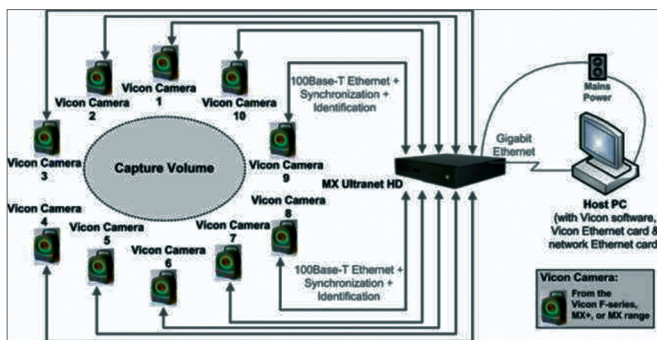 Vicon Camera
1
Vicon Camera
2
Vicon Camera
10
Vicon Camera
3
Vicon Camera
9
100Base-T Ethernet +
Synchronization +
Identification
Capture Volume
MX Ultranet HD
Gigabit
Ethernet
Mains
Power
Host PC
(with Vicon software,
Vicon Ethernet card &
network Ethernet card
Vicon Camera
4
Vicon Camera
5
Vicon Camera
6
Vicon Camera
7
Vicon Camera
8
100Base-T Ethernet +
Synchronization +
Identification
Vicon Camera:
From the
Vicon F-series,
MX+, or MX range